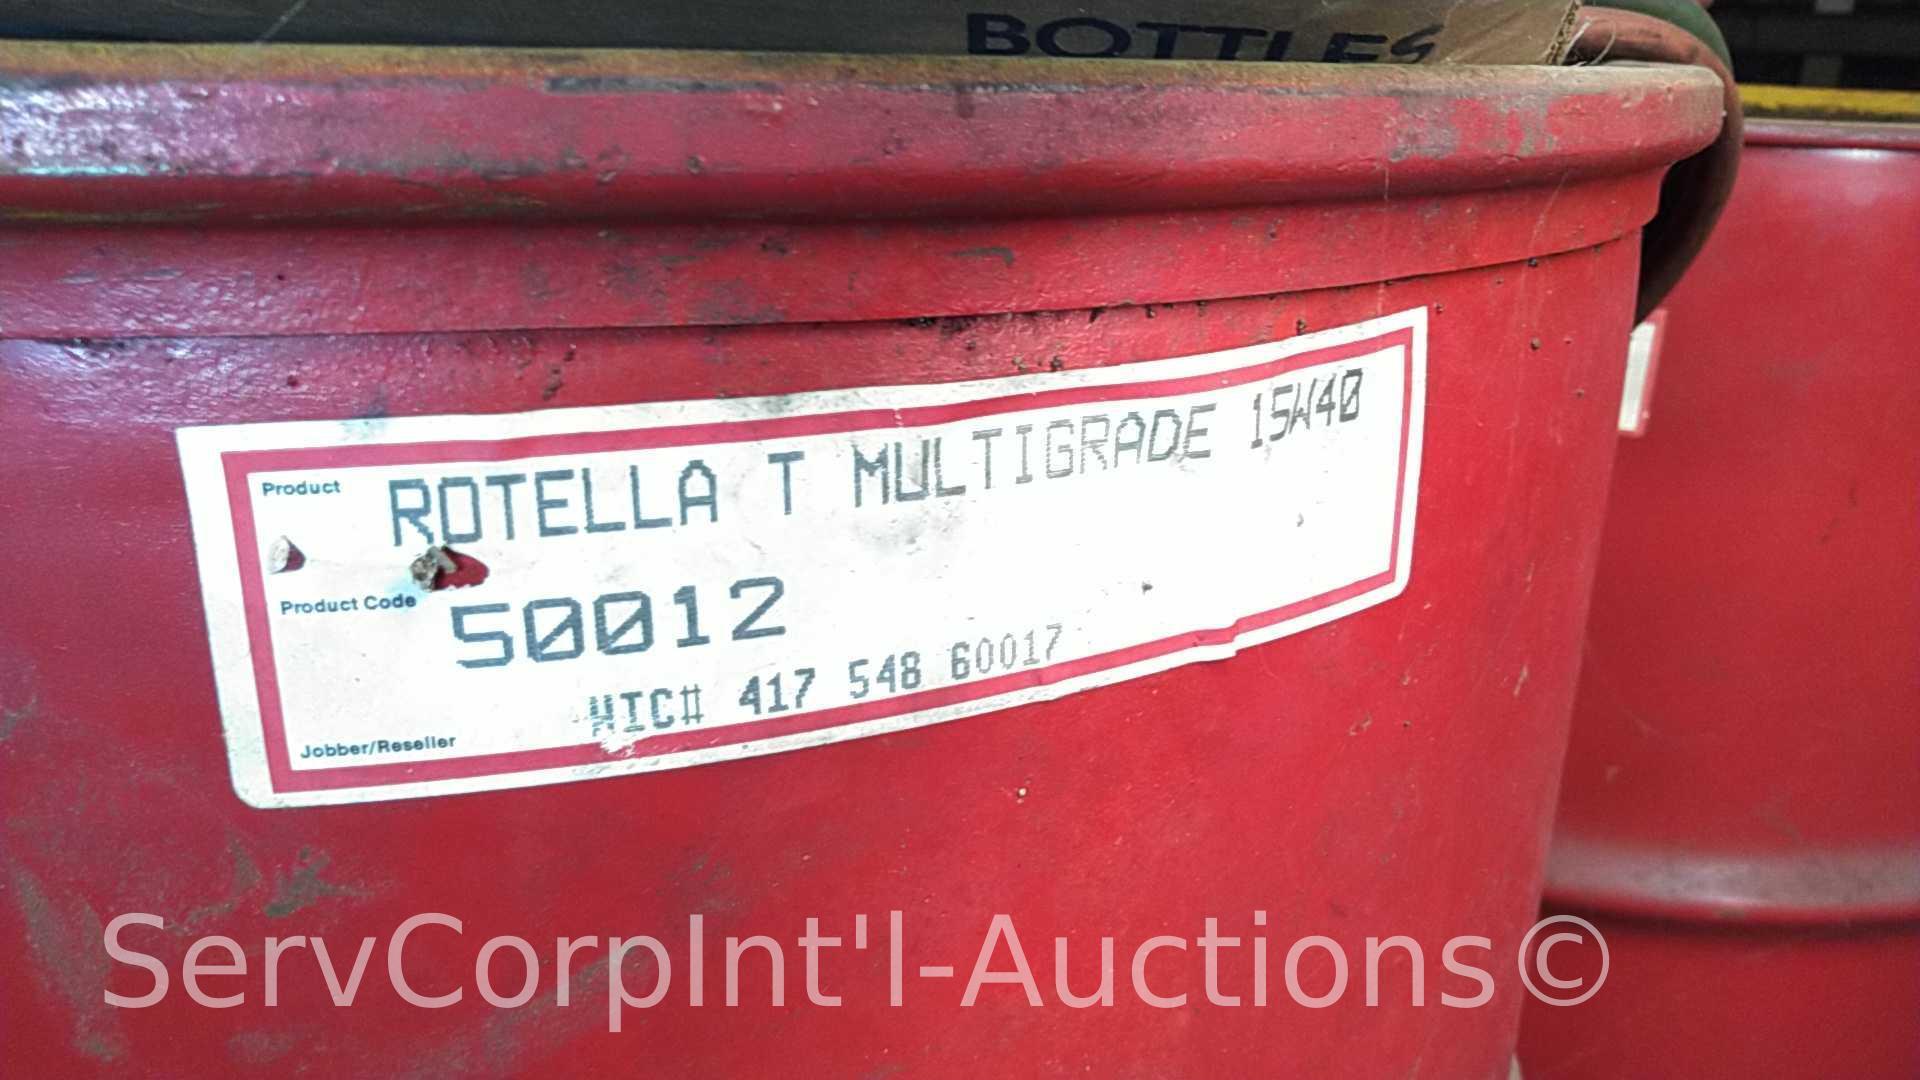 BOTTLES
Product ROTELLA T MULTIGRADE 15W40
Product Code 50012
WIC# 417 548 60017
Jobber/Reseller
ServCorpInt'l-Auctions©